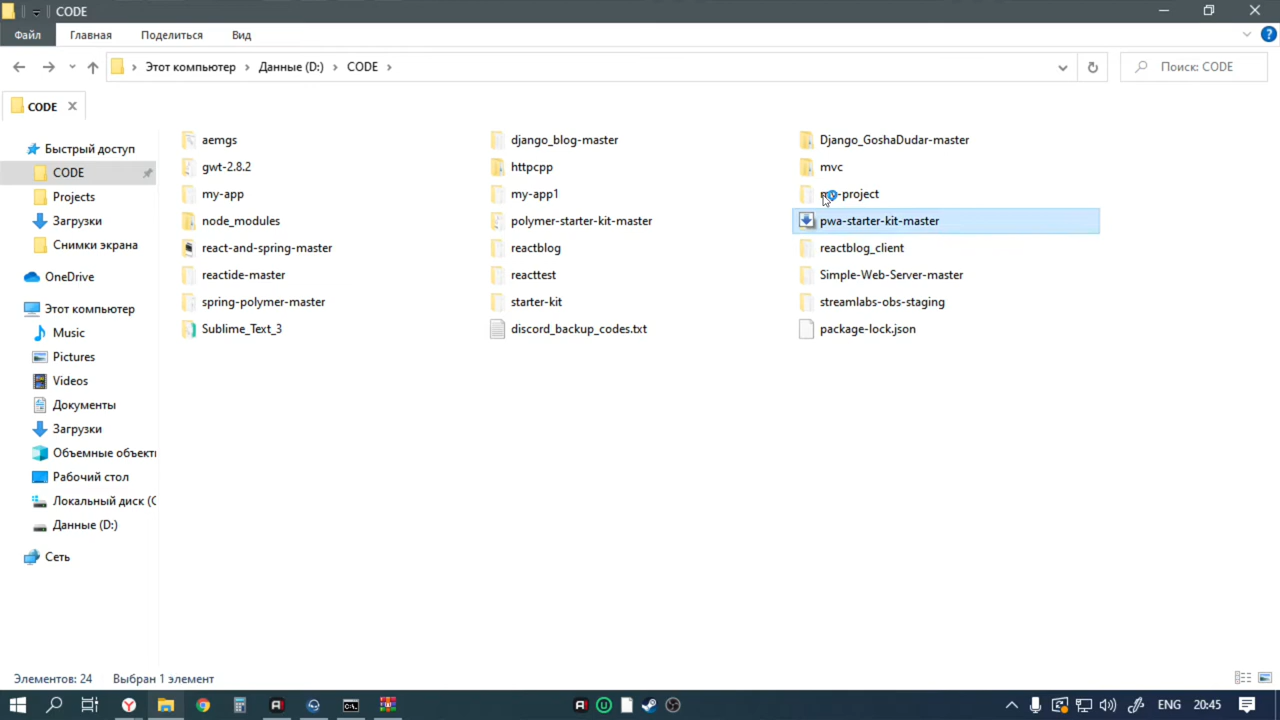 CODE
Файл Главная Поделиться Вид
Этот компьютер Данные (D:) CODE Поиск: CODE
CODE
Быстрый доступ
CODE
Projects
Загрузки
Снимки экрана
OneDrive
Этот компьютер
Music
Pictures
Videos
Документы
Загрузки
Объемные объекть
Рабочий стол
Локальный диск (C
Данные (D:)
Сеть
aemgs django_blog-master Django_GoshaDudar-master
gwt-2.8.2 httpcpp mvc
my-app my-app1 my-project
node_modules polymer-starter-kit-master pwa-starter-kit-master
react-and-spring-master reactblog reactblog_client
reactide-master reacttest Simple-Web-Server-master
spring-polymer-master starter-kit streamlabs-obs-staging
Sublime_Text_3 discord_backup_codes.txt package-lock.json
Элементов: 24 Выбран 1 элемент
ENG 20:45